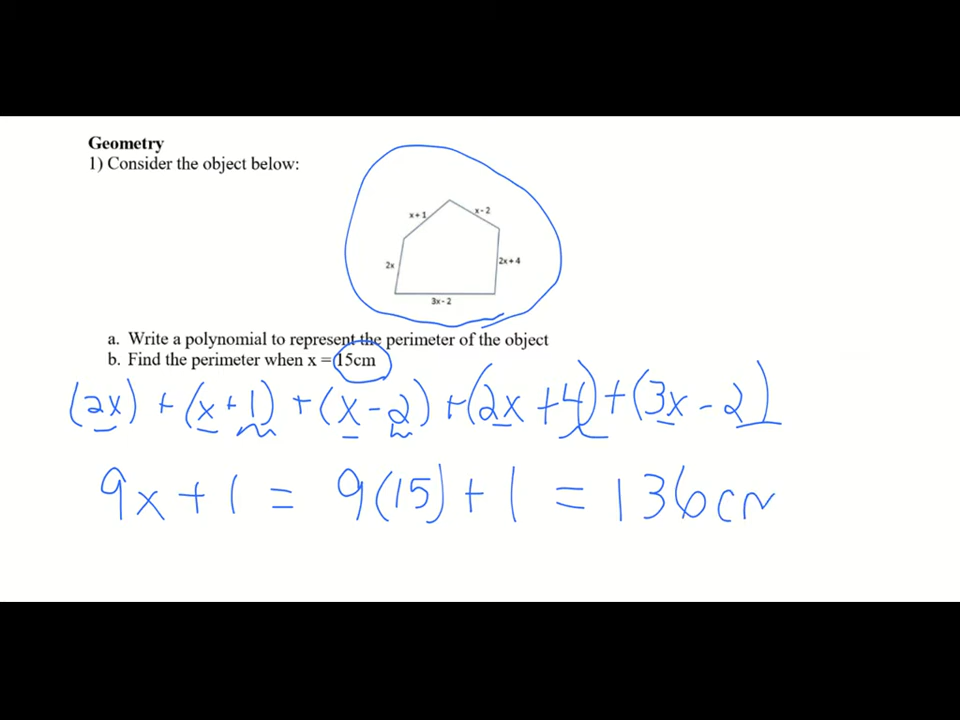 Geometry
1) Consider the object below:
x+1
x-2
2x
2x+4
3x-2
a. Write a polynomial to represent the perimeter of the object
b. Find the perimeter when x = 15cm
(2x) + (x+1) + (x-2) + (2x+4) + (3x-2)
9x+1 = 9(15)+1 = 136cm